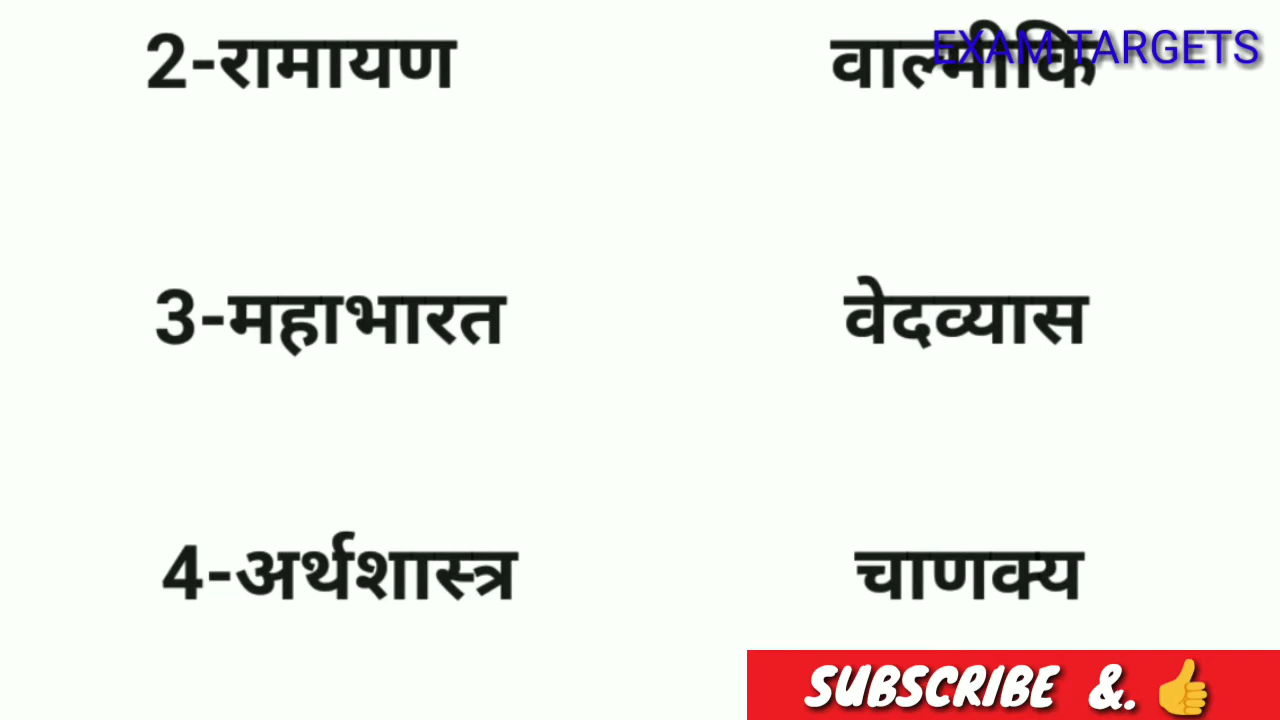 2-रामायण वाल्मीकि
EXAM TARGETS
3-महाभारत वेदव्यास
4-अर्थशास्त्र चाणक्य
SUBSCRIBE &. 👍